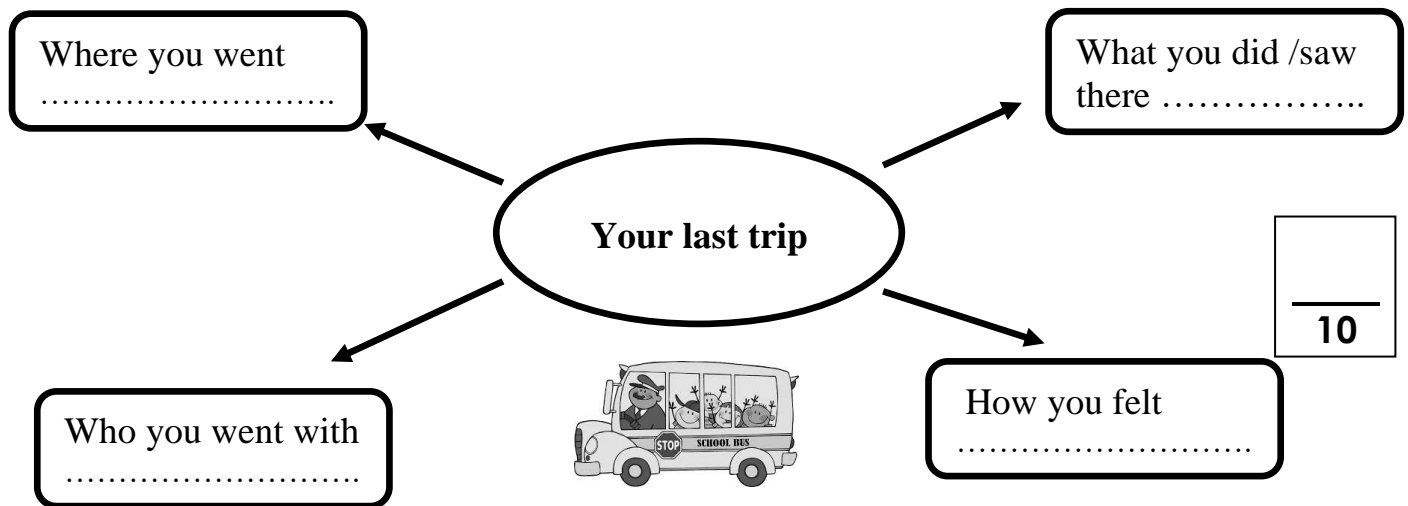 Where you went
………………………..
What you did /saw
there ………………..
Your last trip
10
Who you went with
………………………..
STOP
SCHOOL BUS
How you felt
………………………..